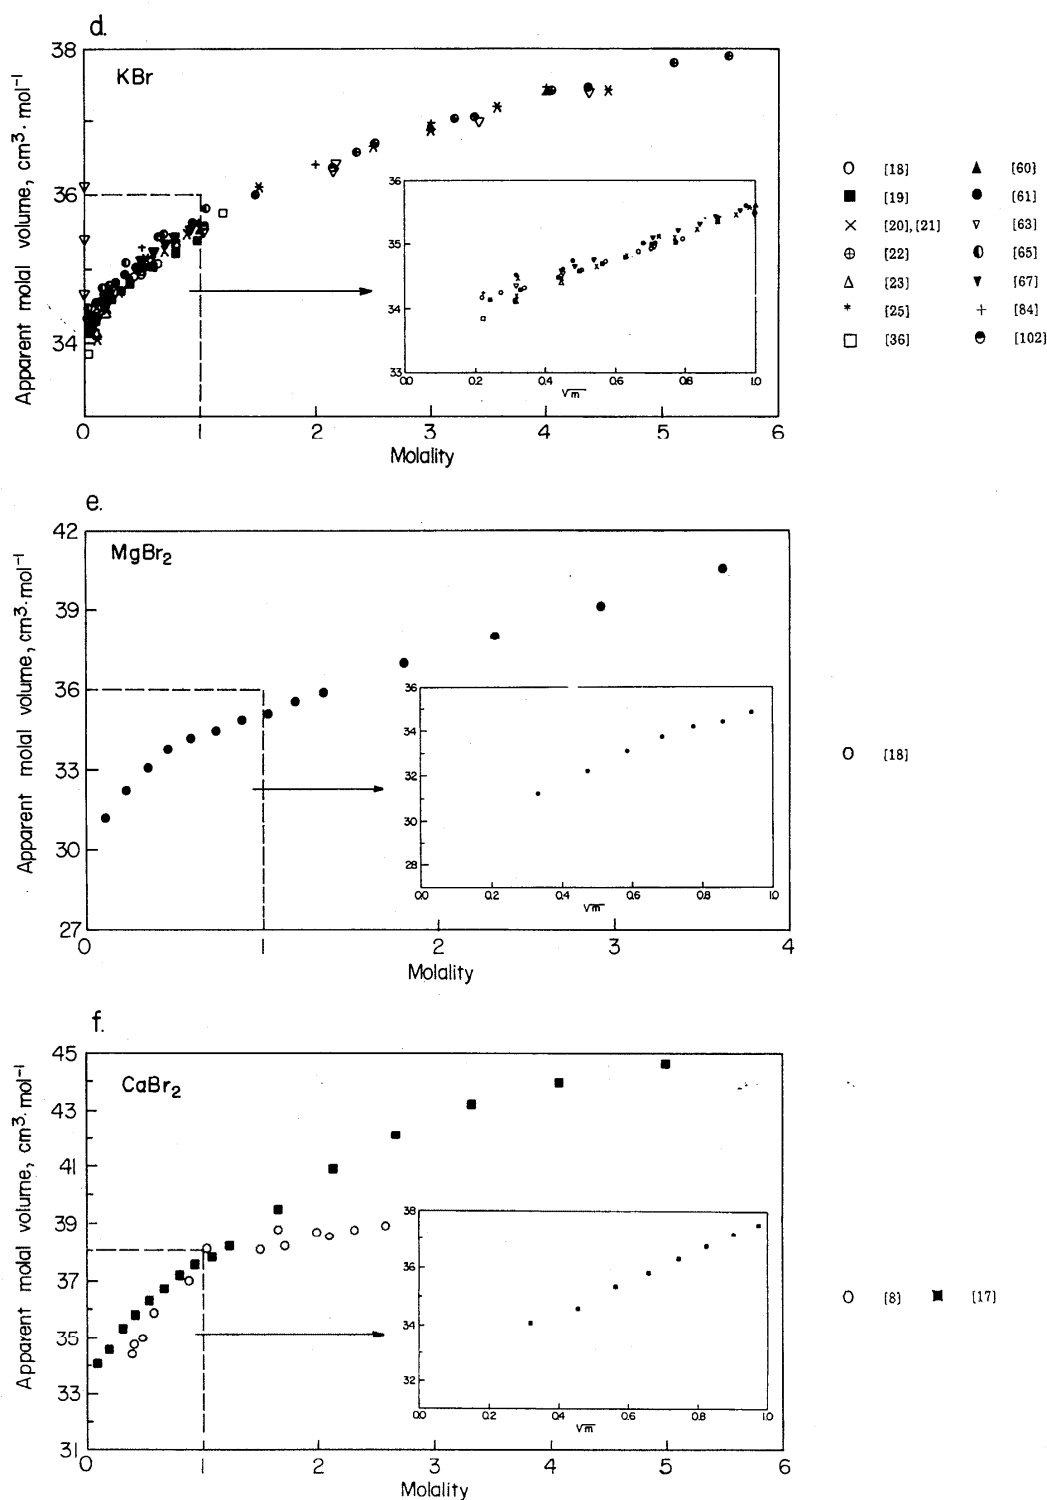 d.
KBr
Apparent molal volume, cm³·mol⁻¹
38
36
34
0 1 2 3 4 5 6
Molality
36
35
34
33
0.0 0.2 0.4 0.6 0.8 1.0
√m
[18] [60]
[19] [61]
[20],[21] [63]
[22] [65]
[23] [67]
[25] [84]
[36] [102]
e.
MgBr₂
Apparent molal volume, cm³·mol⁻¹
42
39
36
33
30
27
0 1 2 3 4
Molality
36
34
32
30
28
0.0 0.2 0.4 0.6 0.8 1.0
√m
[18]
f.
CaBr₂
Apparent molal volume, cm³·mol⁻¹
45
43
41
39
37
35
33
31
0 1 2 3 4 5 6
Molality
38
36
34
32
0.0 0.2 0.4 0.6 0.8 1.0
√m
[8] [17]